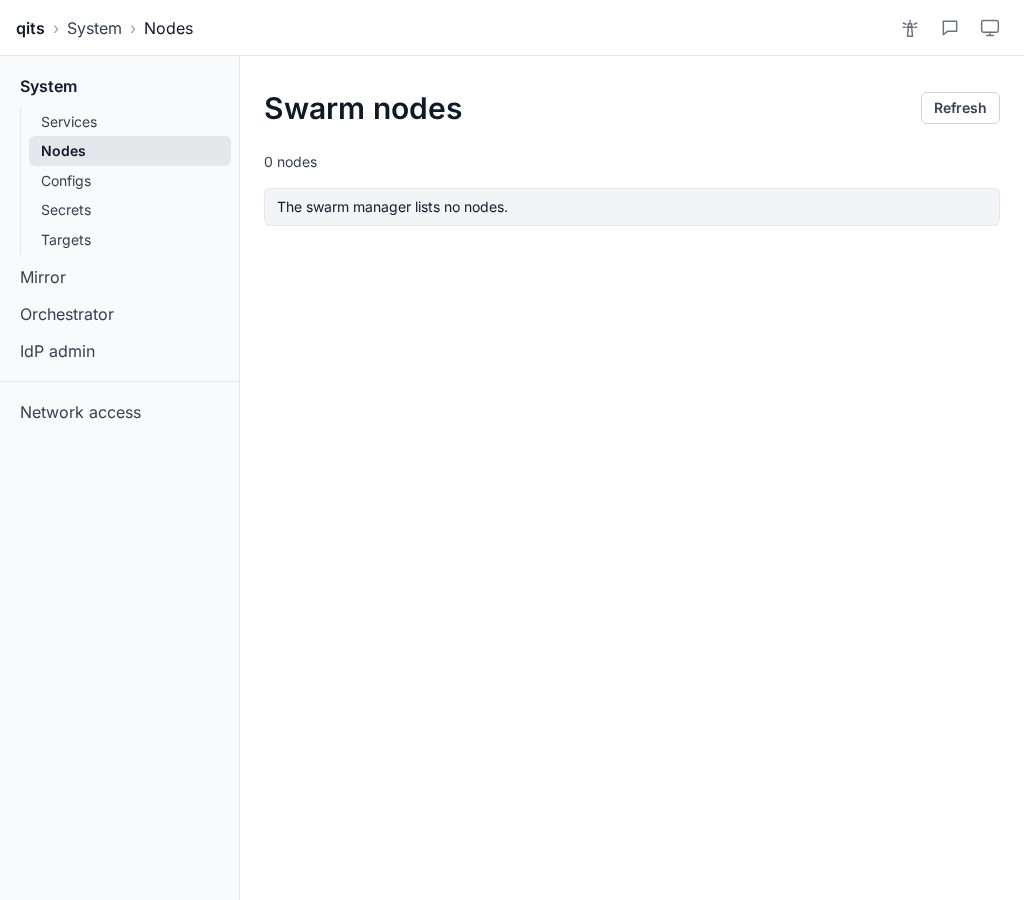 qits › System › Nodes
System
Services
Nodes
Configs
Secrets
Targets
Mirror
Orchestrator
IdP admin
Network access
Swarm nodes
Refresh
0 nodes
The swarm manager lists no nodes.